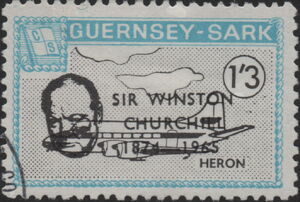 GUERNSEY-SARK
C S
1'3
SIR WINSTON
CHURCHILL
1874 - 1965
HERON